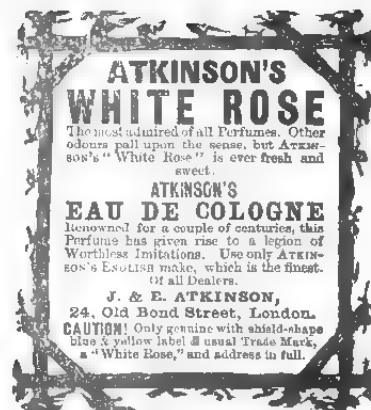 ATKINSON'S
WHITE ROSE
The most admired of all Perfumes. Other
odours pall upon the sense, but ATKIN-
SON'S "White Rose" is ever fresh and
sweet.
ATKINSON'S
EAU DE COLOGNE
Renowned for a couple of centuries, this
Perfume has given rise to a legion of
Worthless Imitations. Use only ATKIN-
SON'S ENGLISH make, which is the finest.
Of all Dealers.
J. & E. ATKINSON,
24, Old Bond Street, London.
CAUTION! Only genuine with shield-shape
blue & yellow label & usual Trade Mark,
a "White Rose," and address in full.